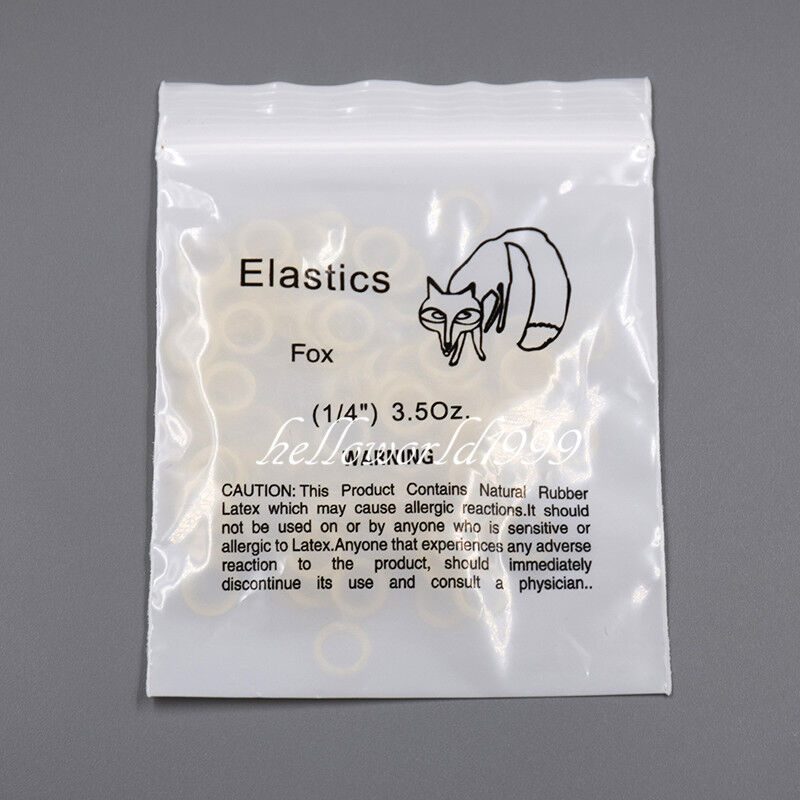 Elastics
Fox
(1/4") 3.5Oz.
helloworld1999
WARNING
CAUTION: This Product Contains Natural Rubber
Latex which may cause allergic reactions.It should
not be used on or by anyone who is sensitive or
allergic to Latex.Anyone that experiences any adverse
reaction to the product, should immediately
discontinue its use and consult a physician..